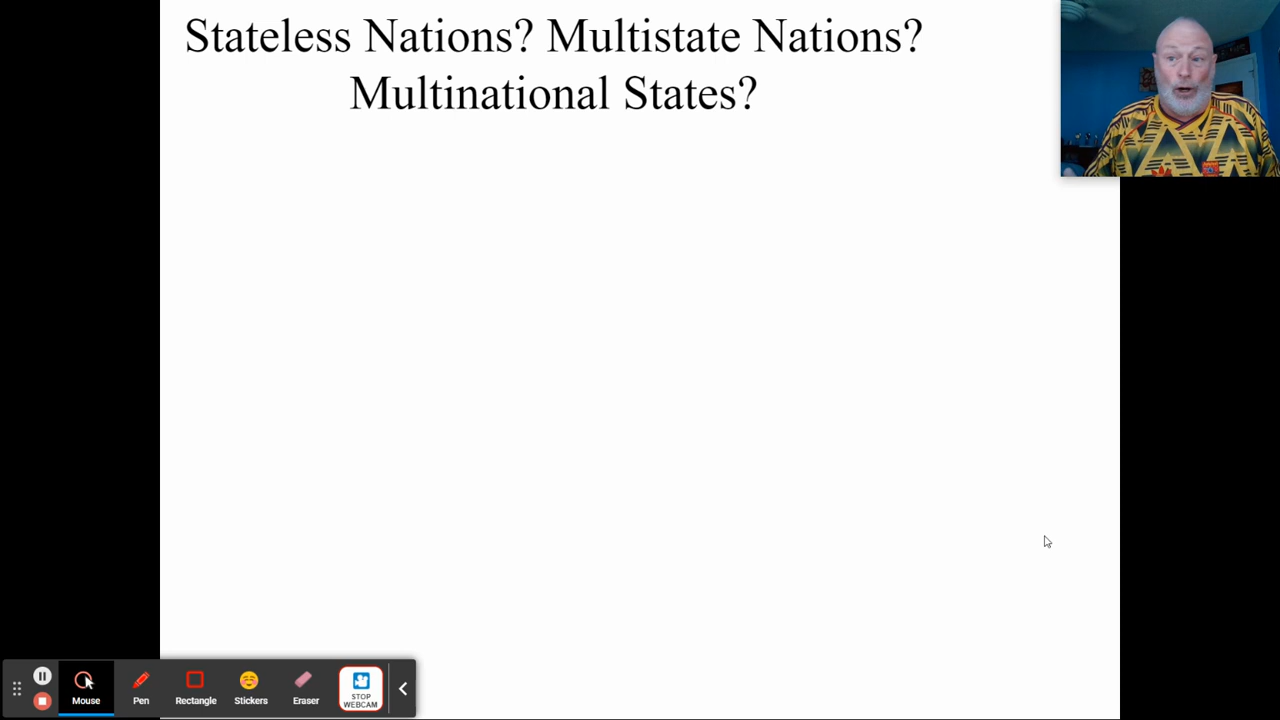 Stateless Nations? Multistate Nations?
Multinational States?
Mouse
Pen
Rectangle
Stickers
Eraser
STOP
WEBCAM